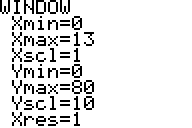 WINDOW
Xmin=0
Xmax=13
Xscl=1
Ymin=0
Ymax=80
Yscl=10
Xres=1